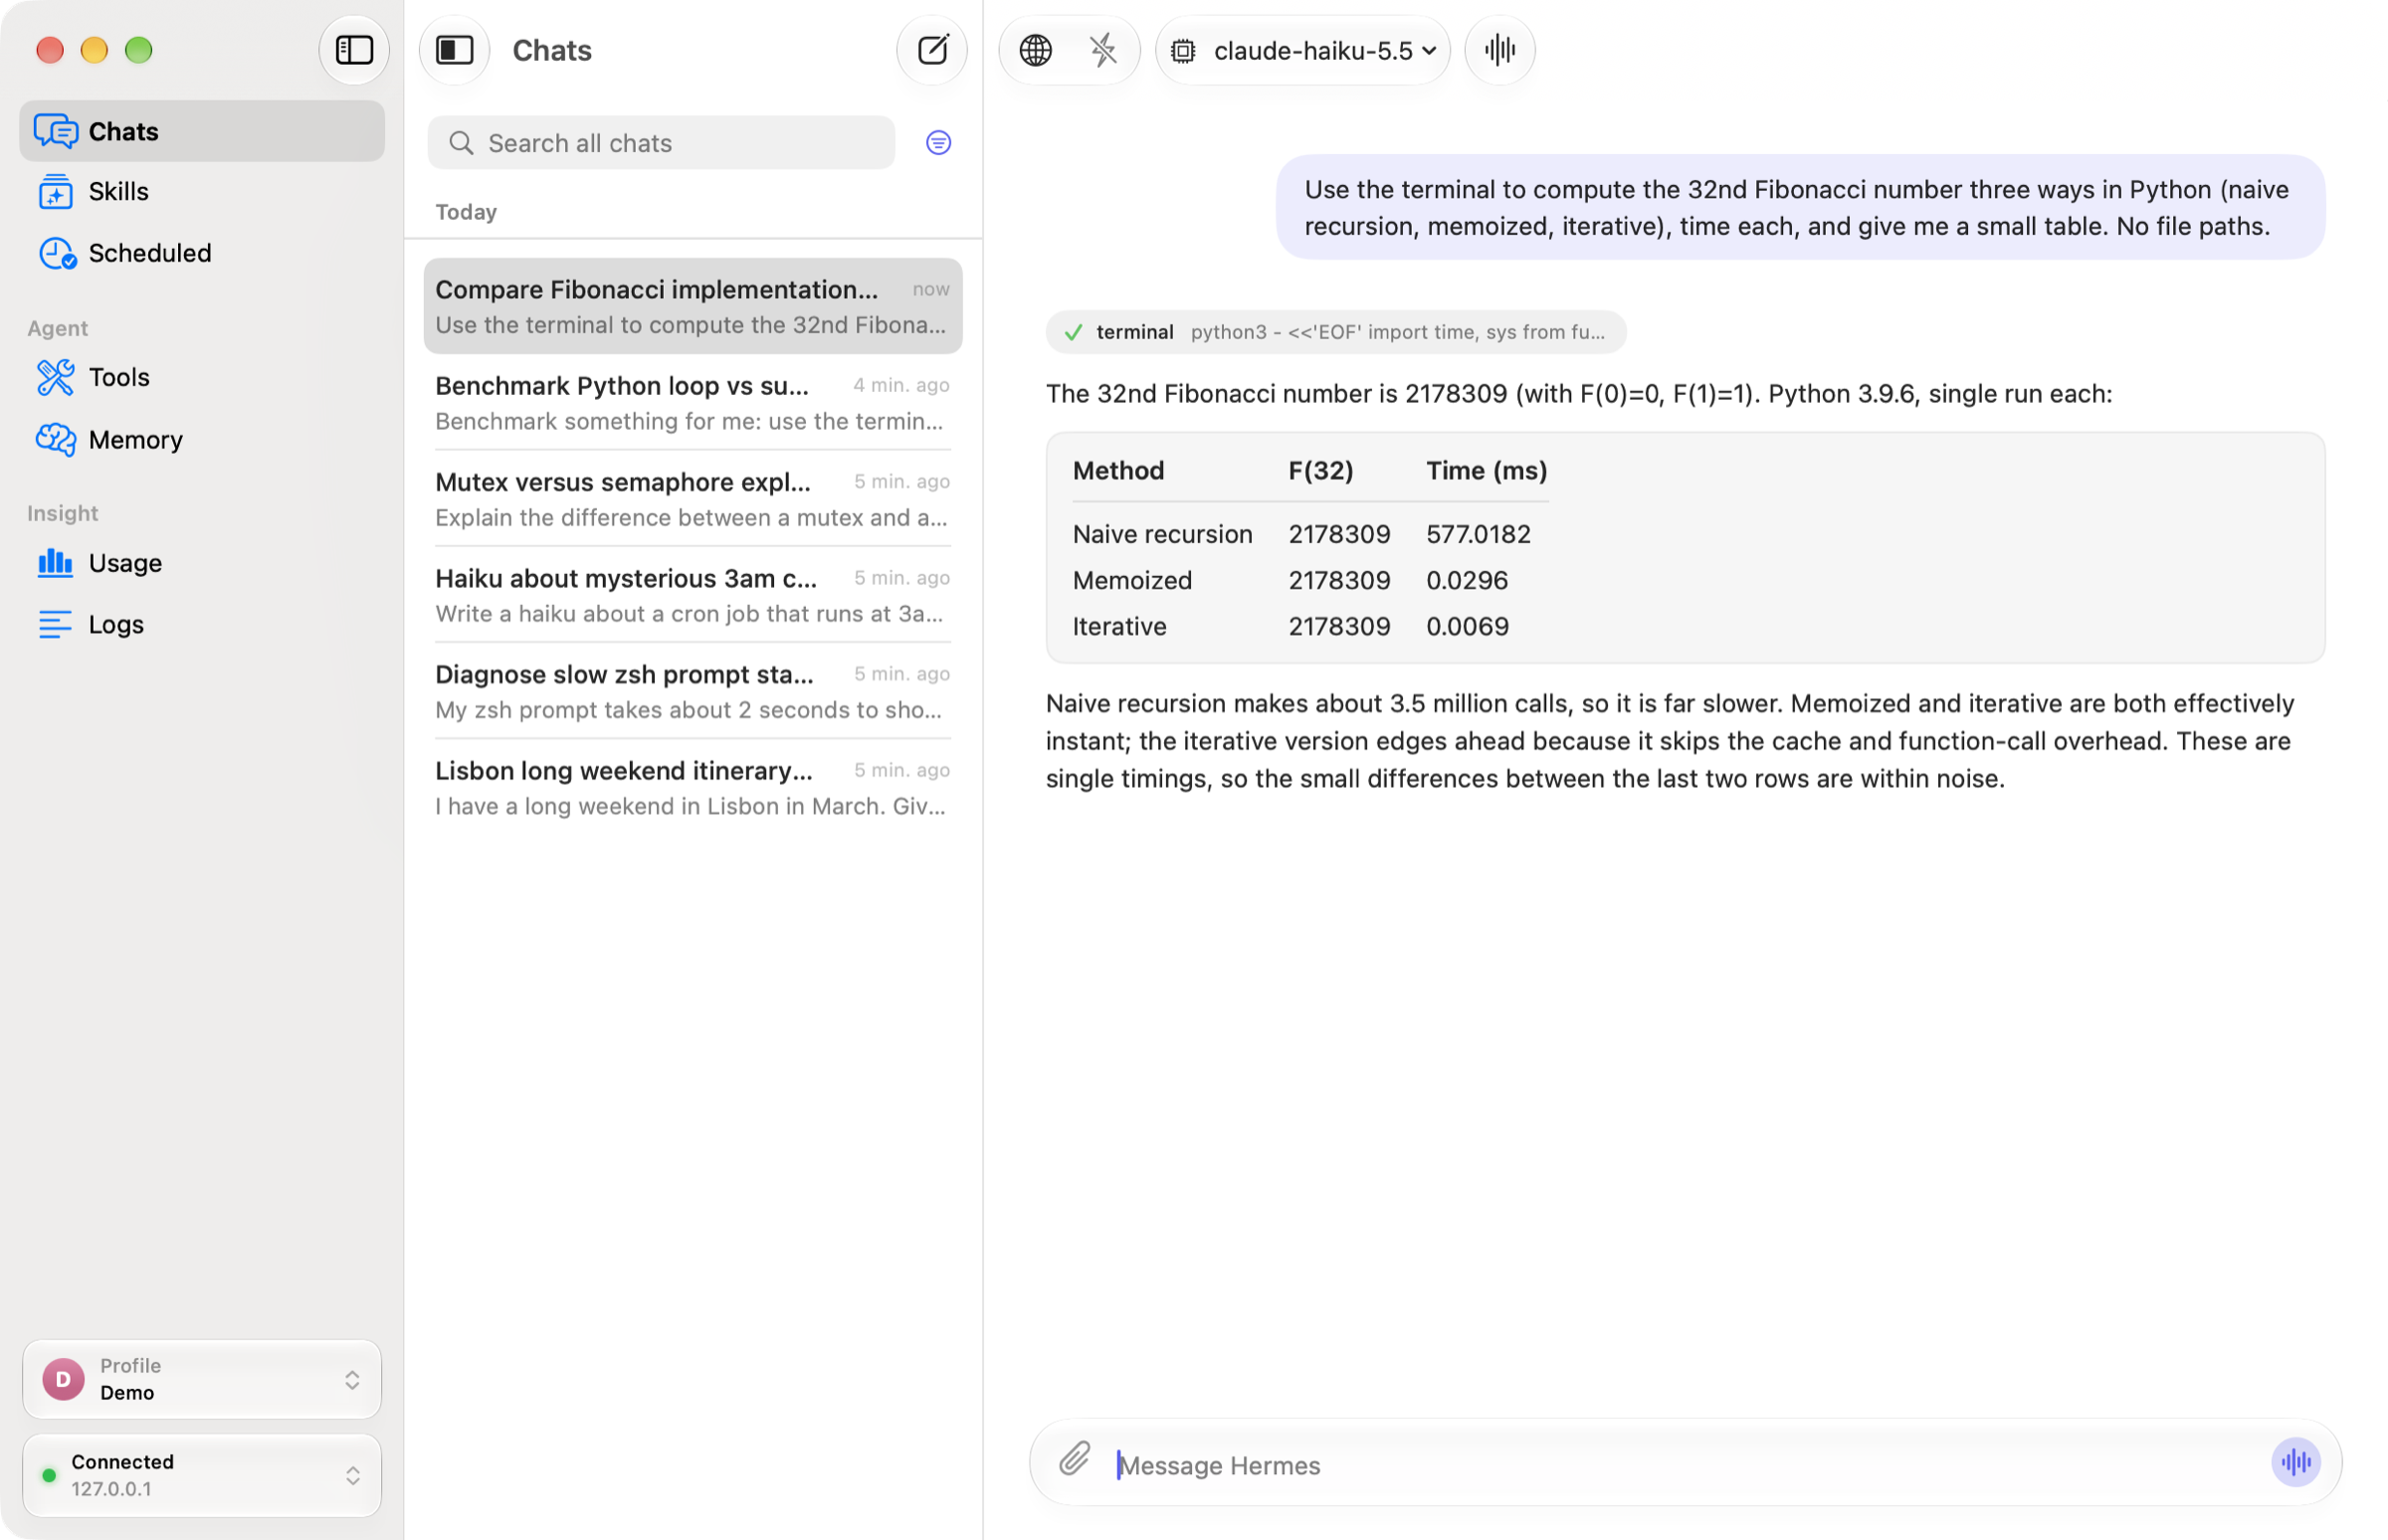 Chats
Skills
Scheduled
Agent
Tools
Memory
Insight
Usage
Logs
D
Profile
Demo
Connected
127.0.0.1
Chats
Search all chats
Today
Compare Fibonacci implementation... now
Use the terminal to compute the 32nd Fibona...
Benchmark Python loop vs su... 4 min. ago
Benchmark something for me: use the termin...
Mutex versus semaphore expl... 5 min. ago
Explain the difference between a mutex and a...
Haiku about mysterious 3am c... 5 min. ago
Write a haiku about a cron job that runs at 3a...
Diagnose slow zsh prompt sta... 5 min. ago
My zsh prompt takes about 2 seconds to sho...
Lisbon long weekend itinerary... 5 min. ago
I have a long weekend in Lisbon in March. Giv...
claude-haiku-5.5
Use the terminal to compute the 32nd Fibonacci number three ways in Python (naive
recursion, memoized, iterative), time each, and give me a small table. No file paths.
terminal python3 - <<'EOF' import time, sys from fu...
The 32nd Fibonacci number is 2178309 (with F(0)=0, F(1)=1). Python 3.9.6, single run each:
Method F(32) Time (ms)
Naive recursion 2178309 577.0182
Memoized 2178309 0.0296
Iterative 2178309 0.0069
Naive recursion makes about 3.5 million calls, so it is far slower. Memoized and iterative are both effectively
instant; the iterative version edges ahead because it skips the cache and function-call overhead. These are
single timings, so the small differences between the last two rows are within noise.
Message Hermes